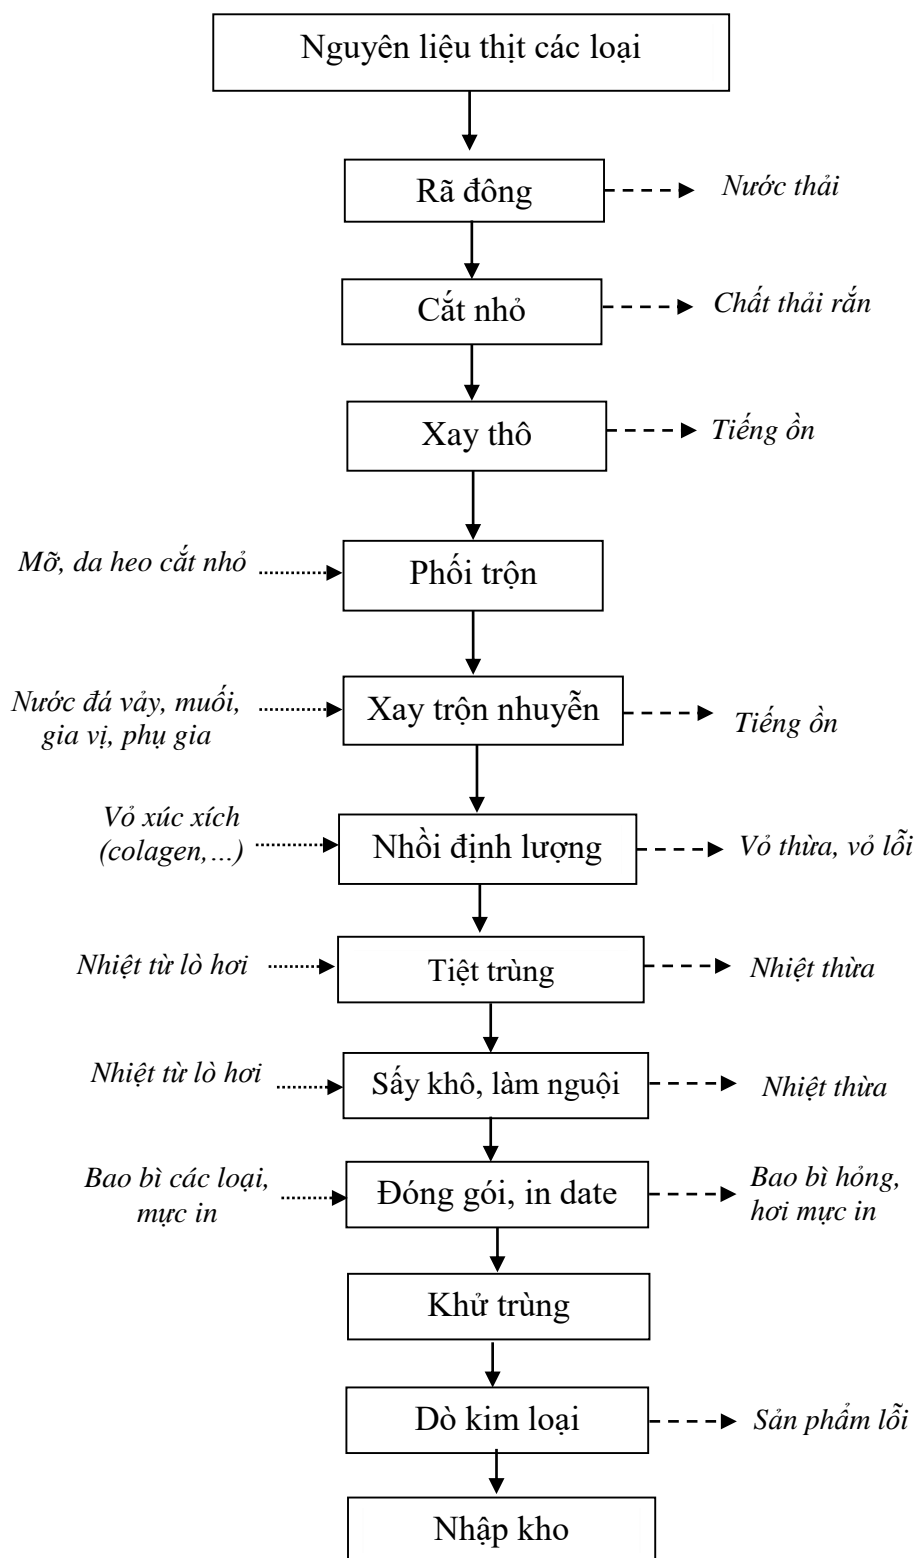 Nguyên liệu thịt các loại
Rã đông
Nước thải
Cắt nhỏ
Chất thải rắn
Xay thô
Tiếng ồn
Mỡ, da heo cắt nhỏ
Phối trộn
Nước đá vảy, muối,
gia vị, phụ gia
Xay trộn nhuyễn
Tiếng ồn
Vỏ xúc xích
(colagen,…)
Nhồi định lượng
Vỏ thừa, vỏ lỗi
Nhiệt từ lò hơi
Tiệt trùng
Nhiệt thừa
Nhiệt từ lò hơi
Sấy khô, làm nguội
Nhiệt thừa
Bao bì các loại,
mực in
Đóng gói, in date
Bao bì hỏng,
hơi mực in
Khử trùng
Dò kim loại
Sản phẩm lỗi
Nhập kho